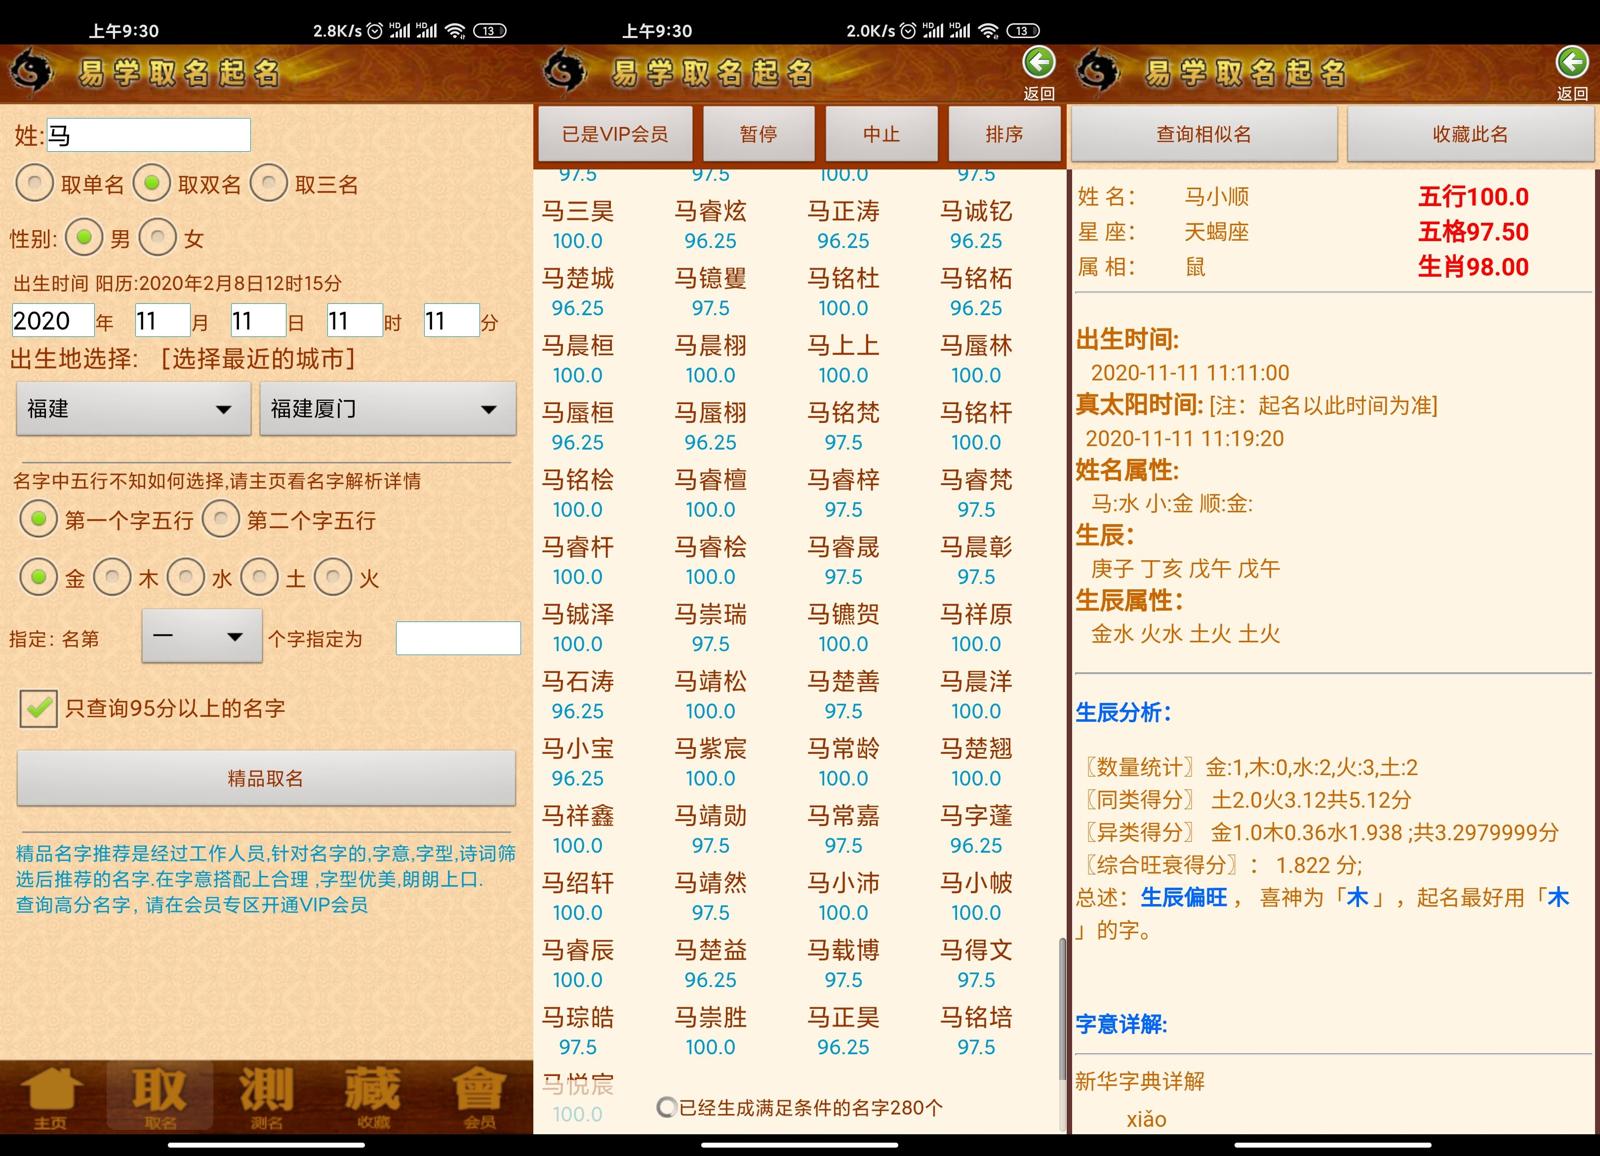 上午9:30
2.8K/s
13
易学取名起名
姓:马
取单名 取双名 取三名
性别: 男 女
出生时间 阳历:2020年2月8日12时15分
2020年 11月 11日 11时 11分
出生地选择: [选择最近的城市]
福建 福建厦门
名字中五行不知如何选择,请主页看名字解析详情
第一个字五行 第二个字五行
金 木 水 土 火
指定: 名第 一 个字指定为
只查询95分以上的名字
精品取名
精品名字推荐是经过工作人员,针对名字的,字意,字型,诗词筛
选后推荐的名字.在字意搭配上合理 ,字型优美,朗朗上口.
查询高分名字, 请在会员专区开通VIP会员
取 测 藏 會
主页 取名 测名 收藏 会员
上午9:30
2.0K/s
13
易学取名起名
返回
已是VIP会员 暂停 中止 排序
97.5 97.5 100.0 97.5
马三昊 马睿炫 马正涛 马诚钇
100.0 96.25 96.25 96.25
马楚城 马镱矍 马铭杜 马铭柘
96.25 97.5 100.0 96.25
马晨桓 马晨栩 马上上 马蜃林
100.0 100.0 100.0 100.0
马蜃桓 马蜃栩 马铭梵 马铭杆
96.25 96.25 97.5 100.0
马铭桧 马睿檀 马睿梓 马睿梵
100.0 100.0 97.5 97.5
马睿杆 马睿桧 马睿晟 马晨彰
100.0 100.0 97.5 97.5
马铖泽 马崇瑞 马镳贺 马祥原
100.0 97.5 100.0 100.0
马石涛 马靖松 马楚善 马晨洋
96.25 100.0 97.5 100.0
马小宝 马紫宸 马常龄 马楚翘
96.25 100.0 100.0 100.0
马祥鑫 马靖勋 马常嘉 马字蓬
100.0 97.5 97.5 96.25
马绍轩 马靖然 马小沛 马小帔
100.0 97.5 100.0 100.0
马睿辰 马楚益 马载博 马得文
100.0 96.25 97.5 97.5
马琮皓 马崇胜 马正昊 马铭培
97.5 100.0 96.25 97.5
马悦宸
100.0
已经生成满足条件的名字280个
易学取名起名
返回
查询相似名 收藏此名
姓 名: 马小顺 五行100.0
星 座: 天蝎座 五格97.50
属 相: 鼠 生肖98.00
出生时间:
2020-11-11 11:11:00
真太阳时间: [注: 起名以此时间为准]
2020-11-11 11:19:20
姓名属性:
马:水 小:金 顺:金:
生辰:
庚子 丁亥 戊午 戊午
生辰属性:
金水 火水 土火 土火
生辰分析:
〖数量统计〗金:1,木:0,水:2,火:3,土:2
〖同类得分〗 土2.0火3.12共5.12分
〖异类得分〗 金1.0木0.36水1.938 ;共3.2979999分
〖综合旺衰得分〗: 1.822 分;
总述: 生辰偏旺 , 喜神为「木 」, 起名最好用「木
」的字。
字意详解:
新华字典详解
xiǎo